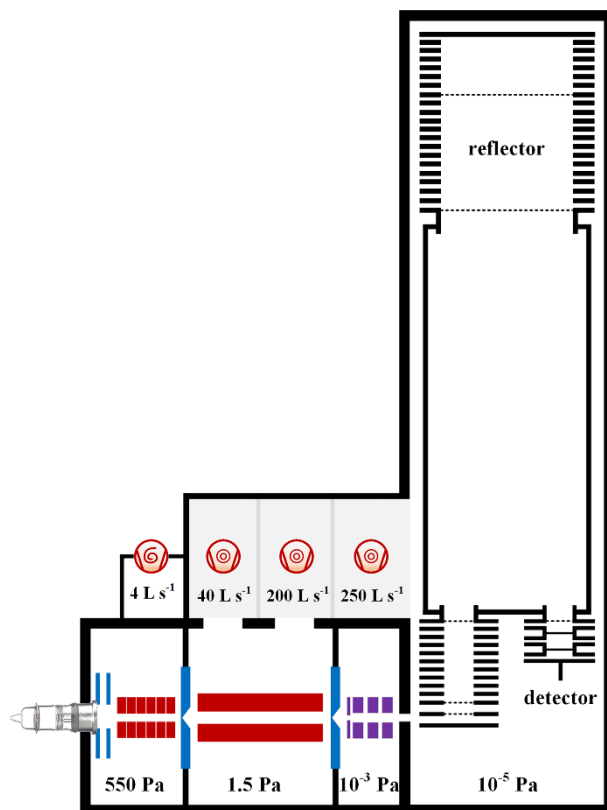 reflector
4 L s⁻¹
40 L s⁻¹
200 L s⁻¹
250 L s⁻¹
detector
550 Pa
1.5 Pa
10⁻³ Pa
10⁻⁵ Pa